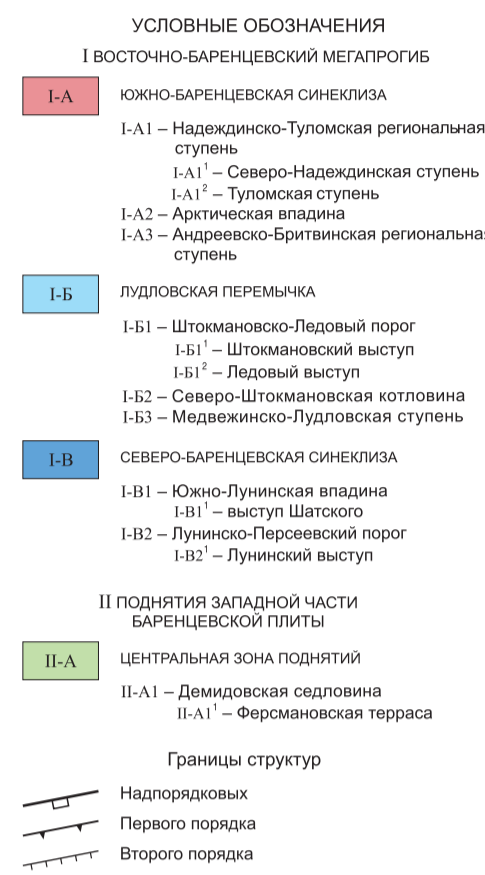 УСЛОВНЫЕ ОБОЗНАЧЕНИЯ
I ВОСТОЧНО-БАРЕНЦЕВСКИЙ МЕГАПРОГИБ
I-А ЮЖНО-БАРЕНЦЕВСКАЯ СИНЕКЛИЗА
I-А1 – Надеждинско-Туломская региональная
ступень
I-А1¹ – Северо-Надеждинская ступень
I-А1² – Туломская ступень
I-А2 – Арктическая впадина
I-А3 – Андреевско-Бритвинская региональна
ступень
I-Б ЛУДЛОВСКАЯ ПЕРЕМЫЧКА
I-Б1 – Штокмановско-Ледовый порог
I-Б1¹ – Штокмановский выступ
I-Б1² – Ледовый выступ
I-Б2 – Северо-Штокмановская котловина
I-Б3 – Медвежинско-Лудловская ступень
I-В СЕВЕРО-БАРЕНЦЕВСКАЯ СИНЕКЛИЗА
I-В1 – Южно-Лунинская впадина
I-В1¹ – выступ Шатского
I-В2 – Лунинско-Персеевский порог
I-В2¹ – Лунинский выступ
II ПОДНЯТИЯ ЗАПАДНОЙ ЧАСТИ
БАРЕНЦЕВСКОЙ ПЛИТЫ
II-А ЦЕНТРАЛЬНАЯ ЗОНА ПОДНЯТИЙ
II-А1 – Демидовская седловина
II-А1¹ – Ферсмановская терраса
Границы структур
Надпорядковых
Первого порядка
Второго порядка